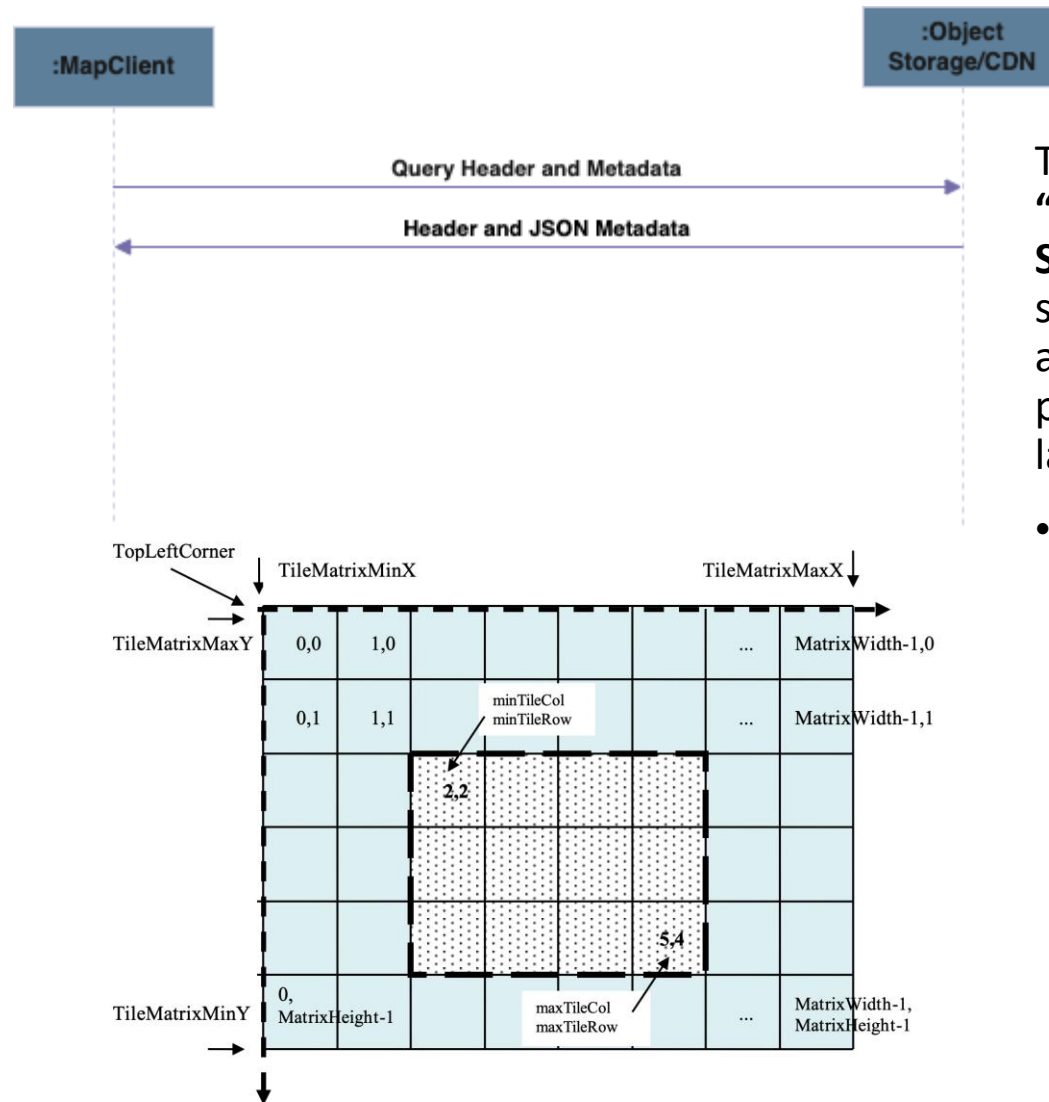 :MapClient
:Object
Storage/CDN
Query Header and Metadata
Header and JSON Metadata
TopLeftCorner
TileMatrixMinX
TileMatrixMaxX
TileMatrixMaxY
0,0
1,0
...
MatrixWidth-1,0
0,1
1,1
minTileCol
minTileRow
...
MatrixWidth-1,1
2,2
5,4
TileMatrixMinY
0,
MatrixHeight-1
maxTileCol
maxTileRow
...
MatrixWidth-1,
MatrixHeight-1